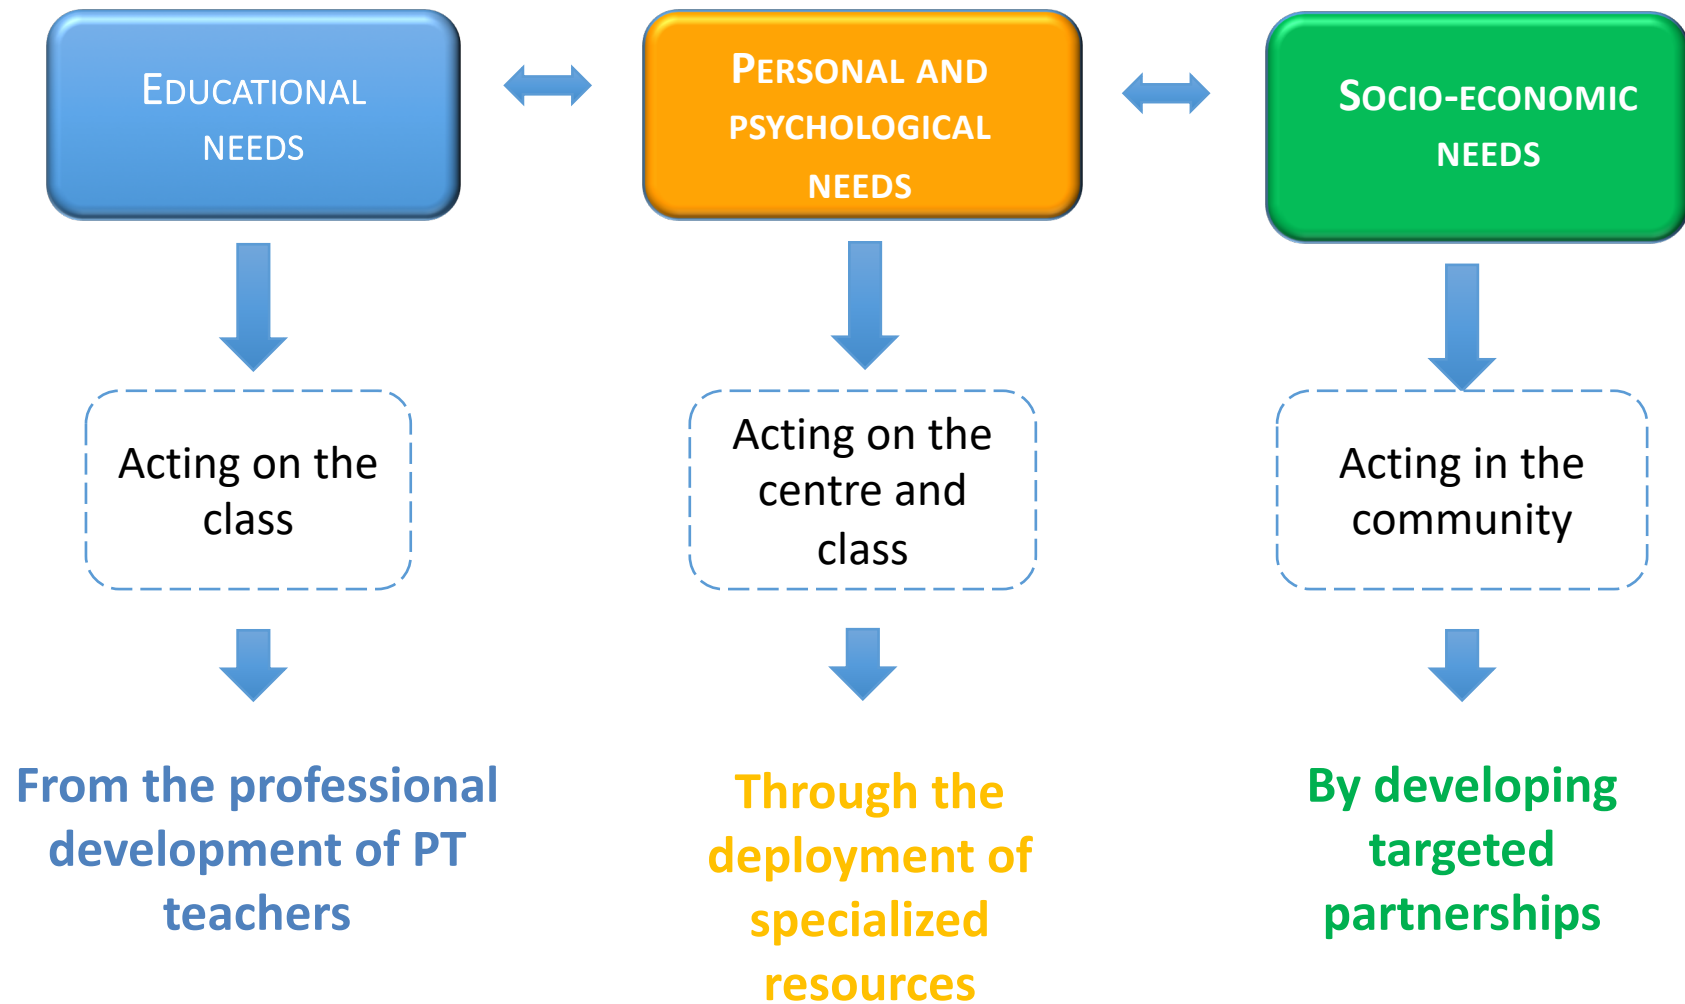 EDUCATIONAL
NEEDS
PERSONAL AND
PSYCHOLOGICAL
NEEDS
SOCIO-ECONOMIC
NEEDS
Acting on the
class
Acting on the
centre and
class
Acting in the
community
From the professional
development of PT
teachers
Through the
deployment of
specialized
resources
By developing
targeted
partnerships